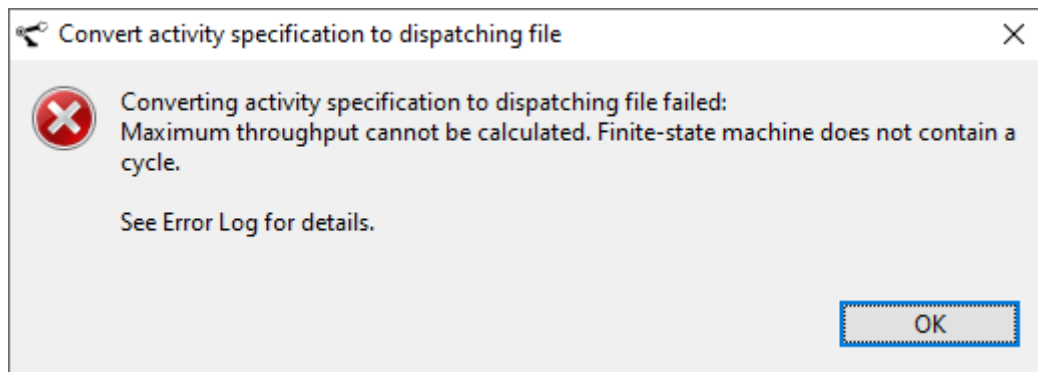 Convert activity specification to dispatching file
Converting activity specification to dispatching file failed:
Maximum throughput cannot be calculated. Finite-state machine does not contain a
cycle.
See Error Log for details.
OK